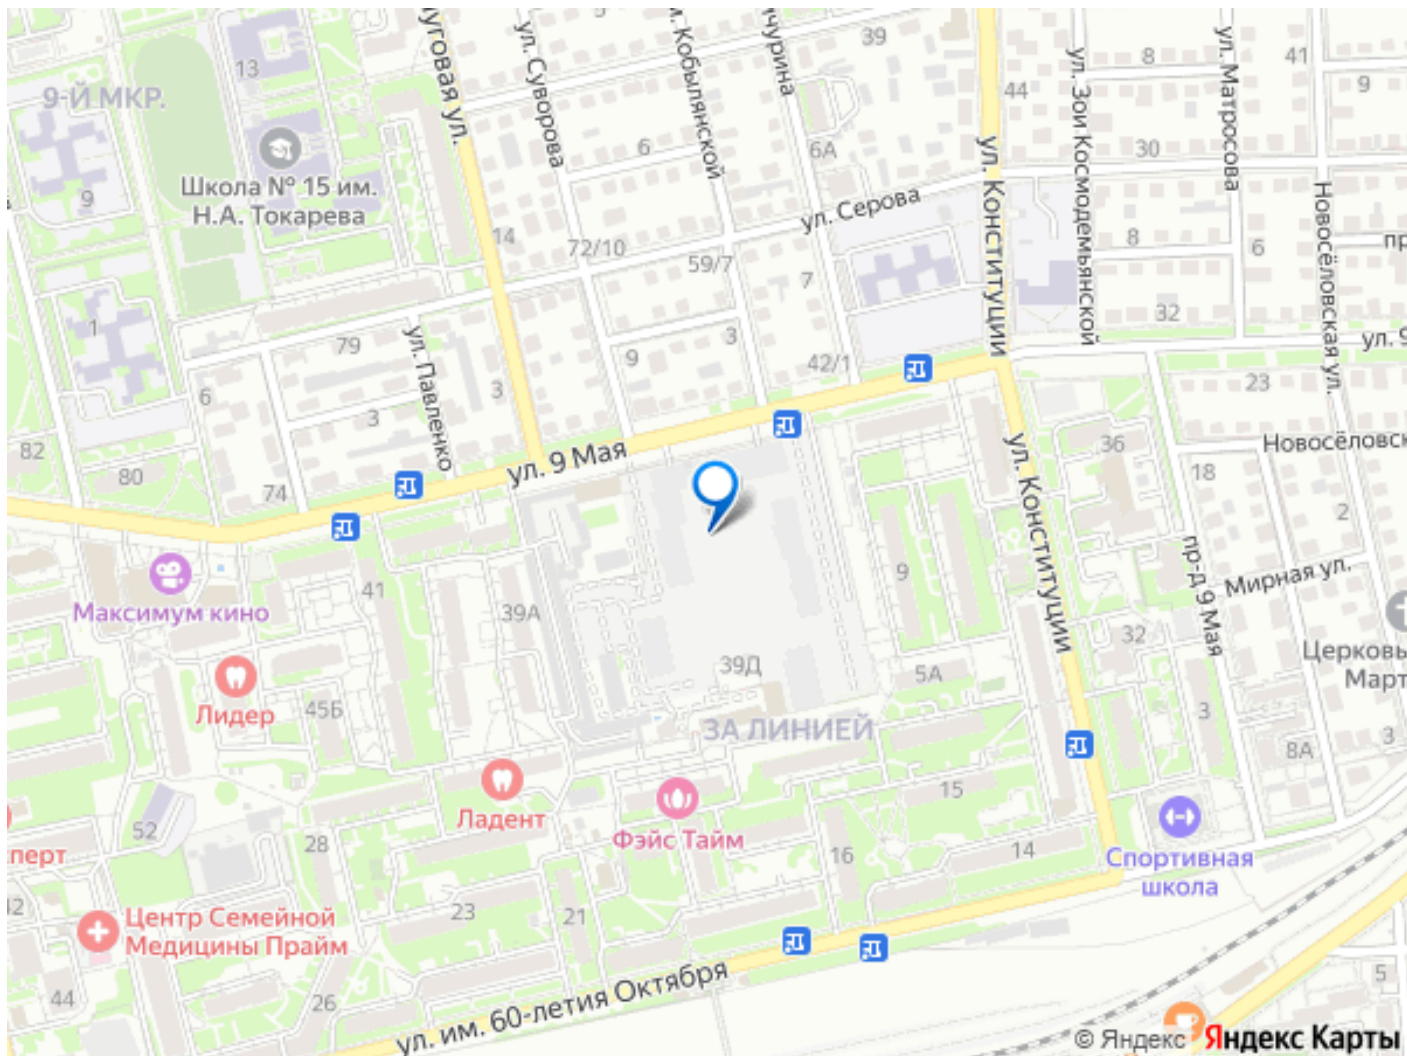 39
13
9-Й МКР.
9
Школа № 15 им.
Н.А. Токарева
ул. Суворова
6
6А
44
8
41
9
30
ул. Конституции
ул. Зои Космодемьянской
ул. Матросова
Новосёловская ул.
ул. Серова
14
72/10
59/7
7
8
6
32
1
79
ул. Павленко
3
9
3
42/1
6
3
23
82
80
74
ул. 9 Мая
ул. Конституции
36
18
2
41
39А
9
пр-д 9 Мая
Мирная ул.
Максимум кино
32
39Д
5А
Лидер
45Б
ЗА ЛИНИЕЙ
3
8А
3
Ладент
Фэйс Тайм
15
52
28
16
14
Спортивная
школа
Центр Семейной
Медицины Прайм
23
21
44
26
ул. им. 60-летия Октября
5
© Яндекс Яндекс Карты